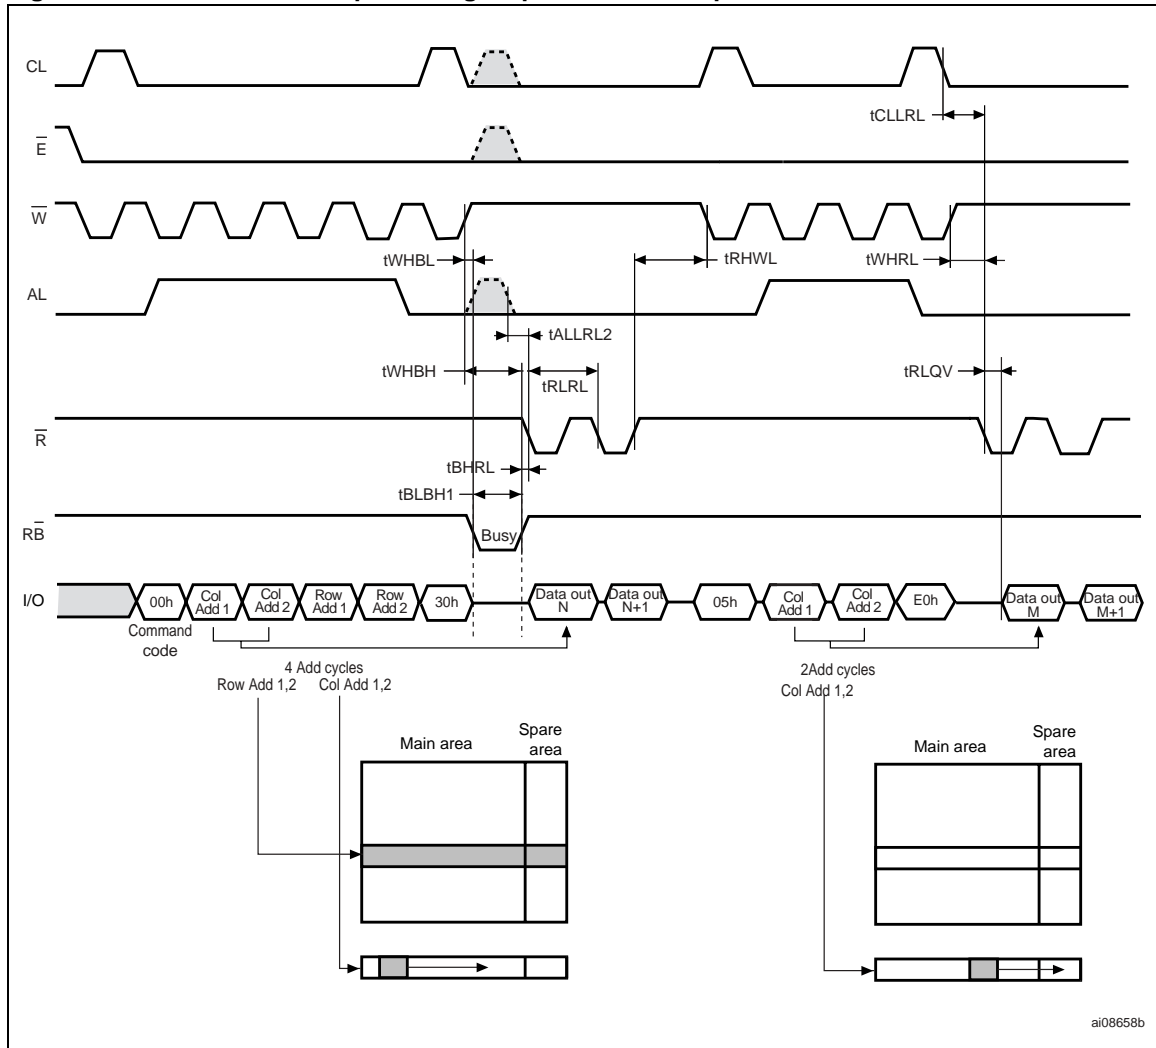 CL
tCLLRL
E
W
tWHBL
tRHWL
tWHRL
AL
tALLRL2
tWHBH
tRLRL
tRLQV
R
tBHRL
tBLBH1
RB
Busy
I/O
00h
Col
Add 1
Col
Add 2
Row
Add 1
Row
Add 2
30h
Data out
N
Data out
N+1
05h
Col
Add 1
Col
Add 2
E0h
Data out
M
Data out
M+1
Command
code
4 Add cycles
Row Add 1,2 Col Add 1,2
2Add cycles
Col Add 1,2
Main area
Spare
area
Main area
Spare
area
ai08658b